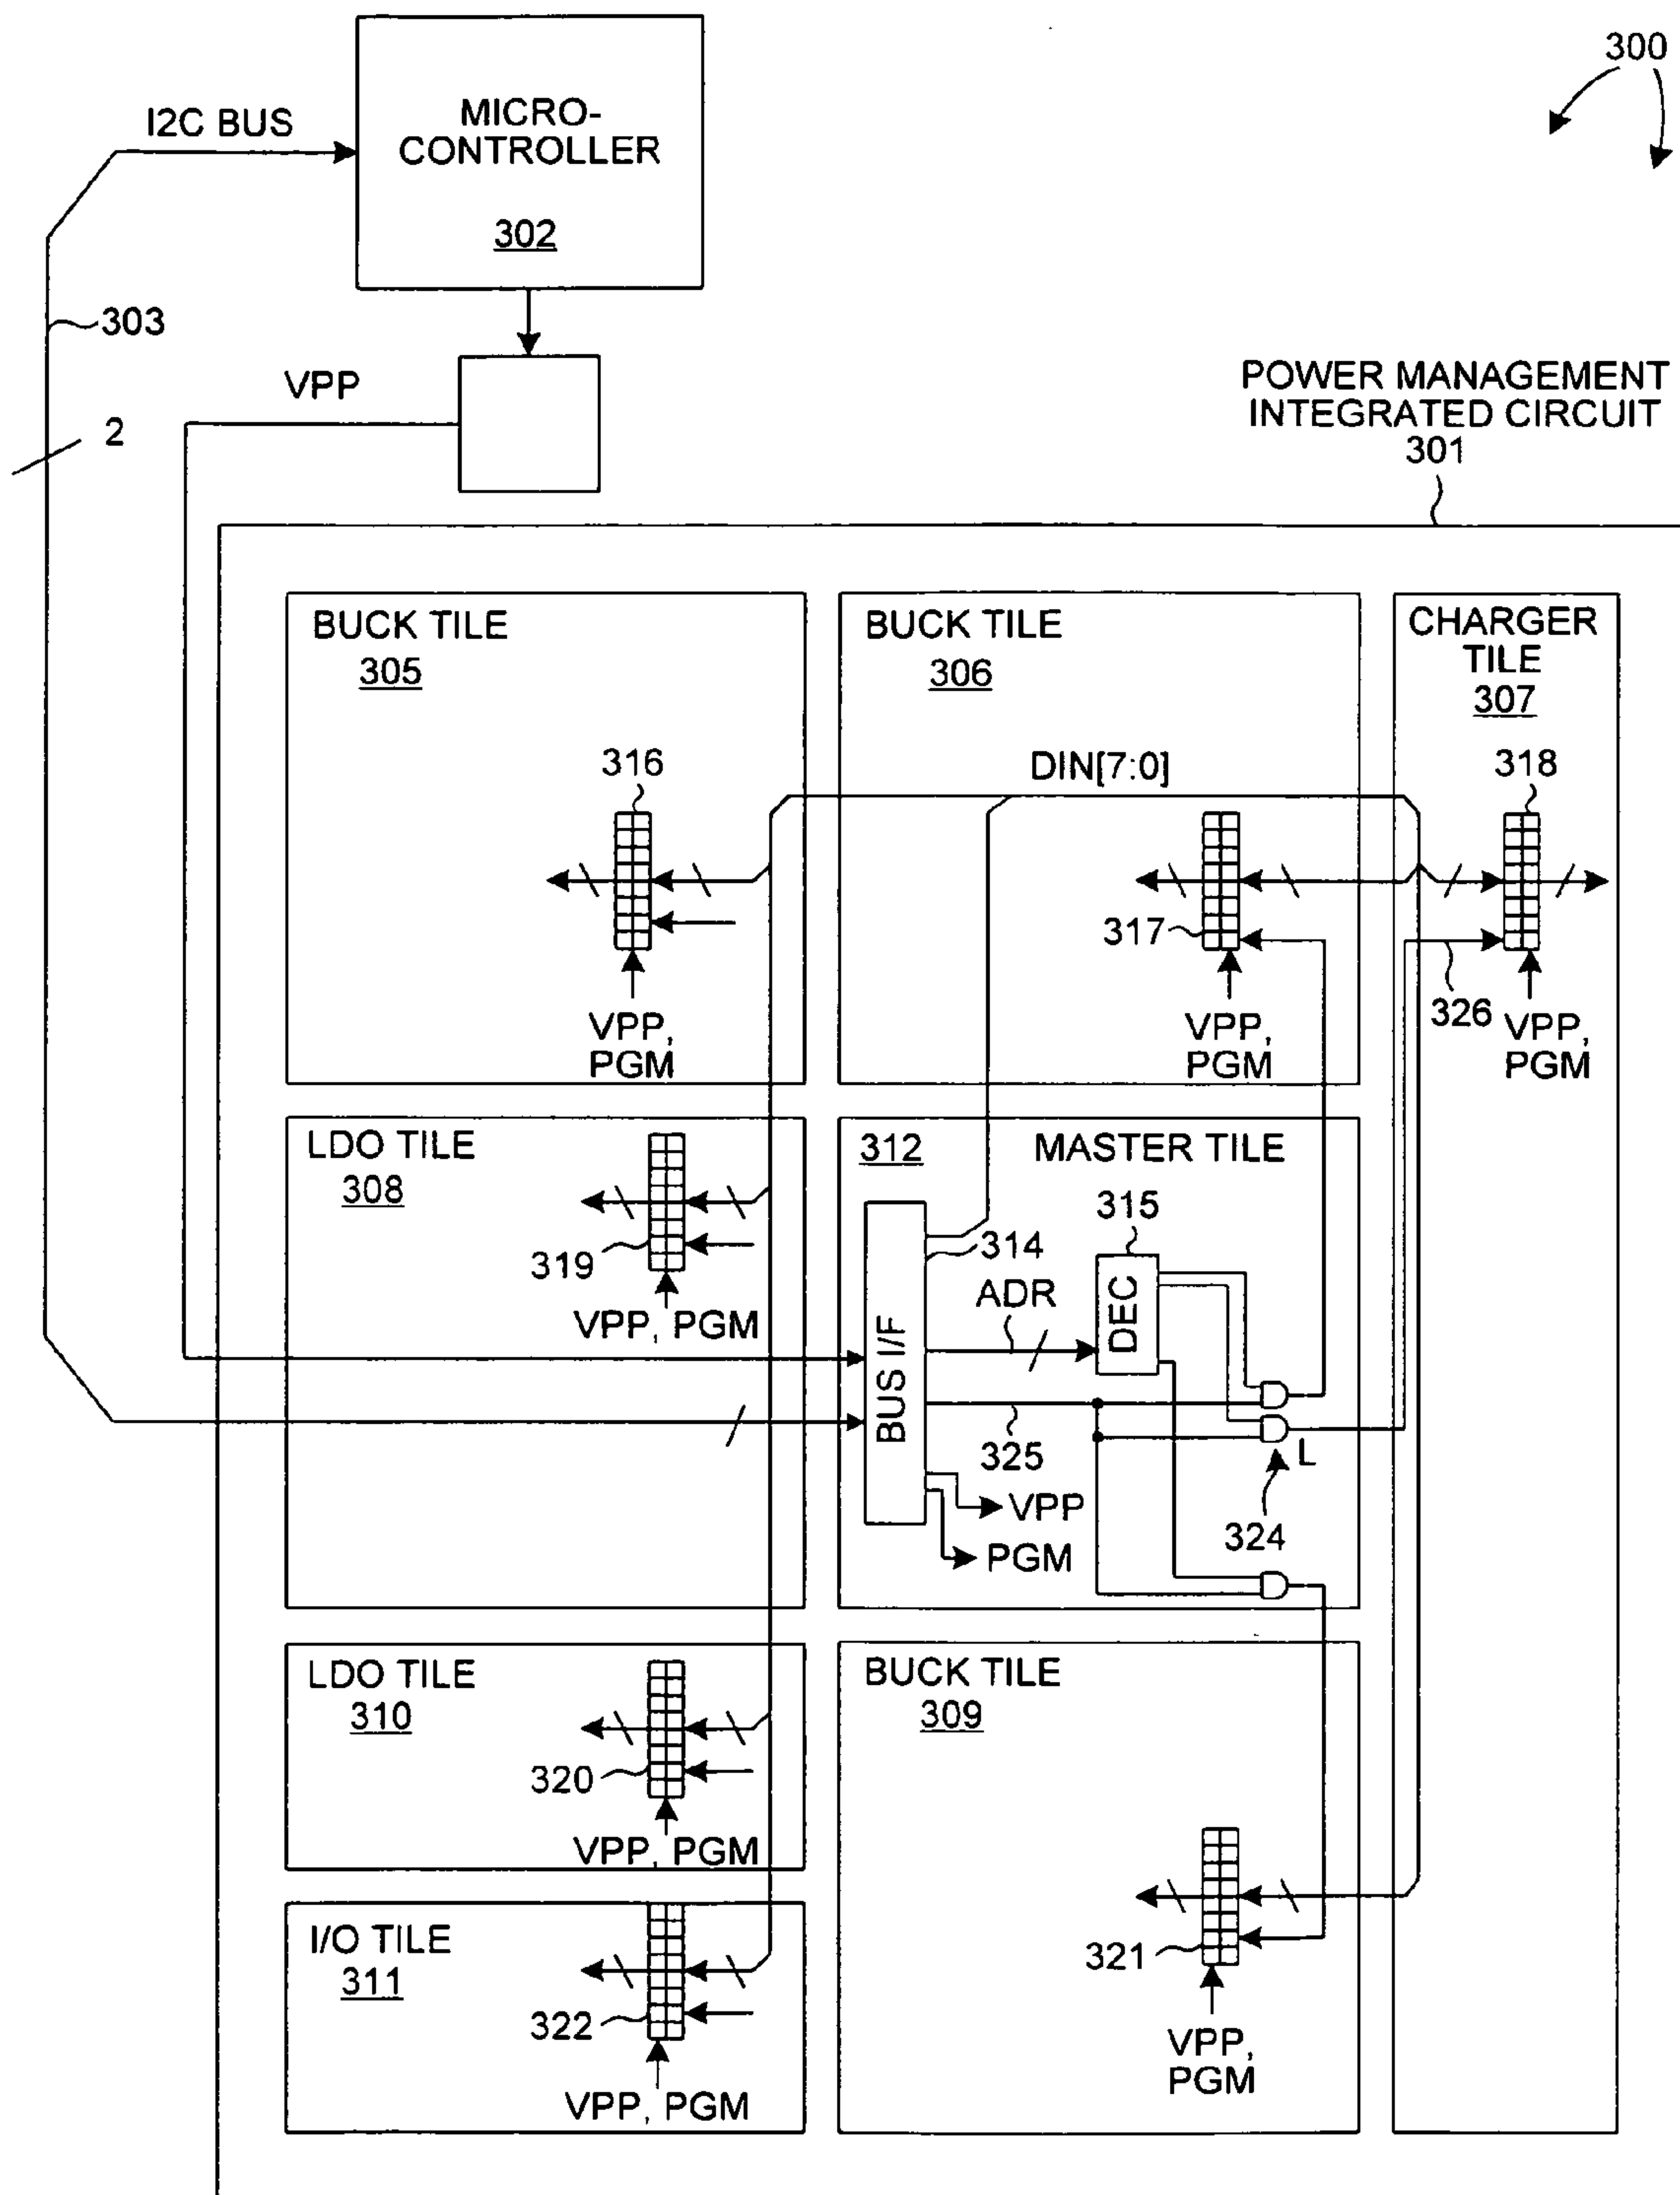 300
I2C BUS
MICRO-
CONTROLLER
302
303
VPP
2
POWER MANAGEMENT
INTEGRATED CIRCUIT
301
BUCK TILE
305
BUCK TILE
306
CHARGER
TILE
307
316
DIN[7:0]
318
317
326
VPP,
PGM
VPP,
PGM
VPP,
PGM
LDO TILE
308
312
MASTER TILE
315
319
314
ADR
DEC
VPP, PGM
BUS I/F
325
L
324
VPP
PGM
LDO TILE
310
BUCK TILE
309
320
VPP, PGM
I/O TILE
311
321
322
VPP, PGM
VPP,
PGM